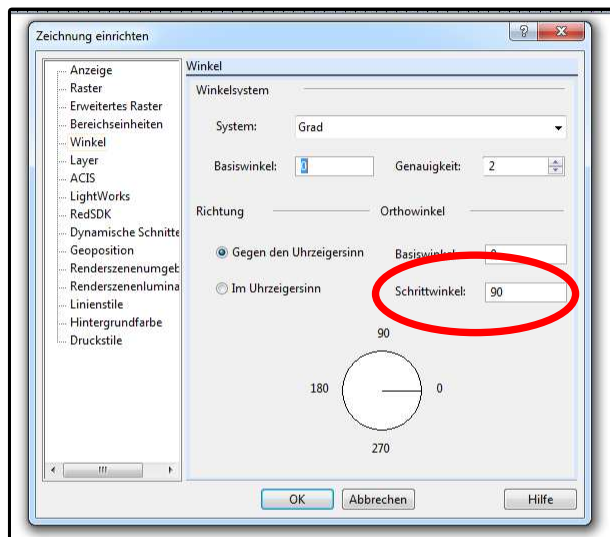 Zeichnung einrichten
Anzeige
Raster
Erweitertes Raster
Bereichseinheiten
Winkel
Layer
ACIS
LightWorks
RedSDK
Dynamische Schnitte
Geoposition
Renderszenenumgeb
Renderszenenlumina
Linienstile
Hintergrundfarbe
Druckstile
Winkel
Winkelsystem
System: Grad
Basiswinkel: 0 Genauigkeit: 2
Richtung Orthowinkel
Gegen den Uhrzeigersinn Basiswinkel: 0
Im Uhrzeigersinn Schrittwinkel: 90
90
180 0
270
OK Abbrechen Hilfe